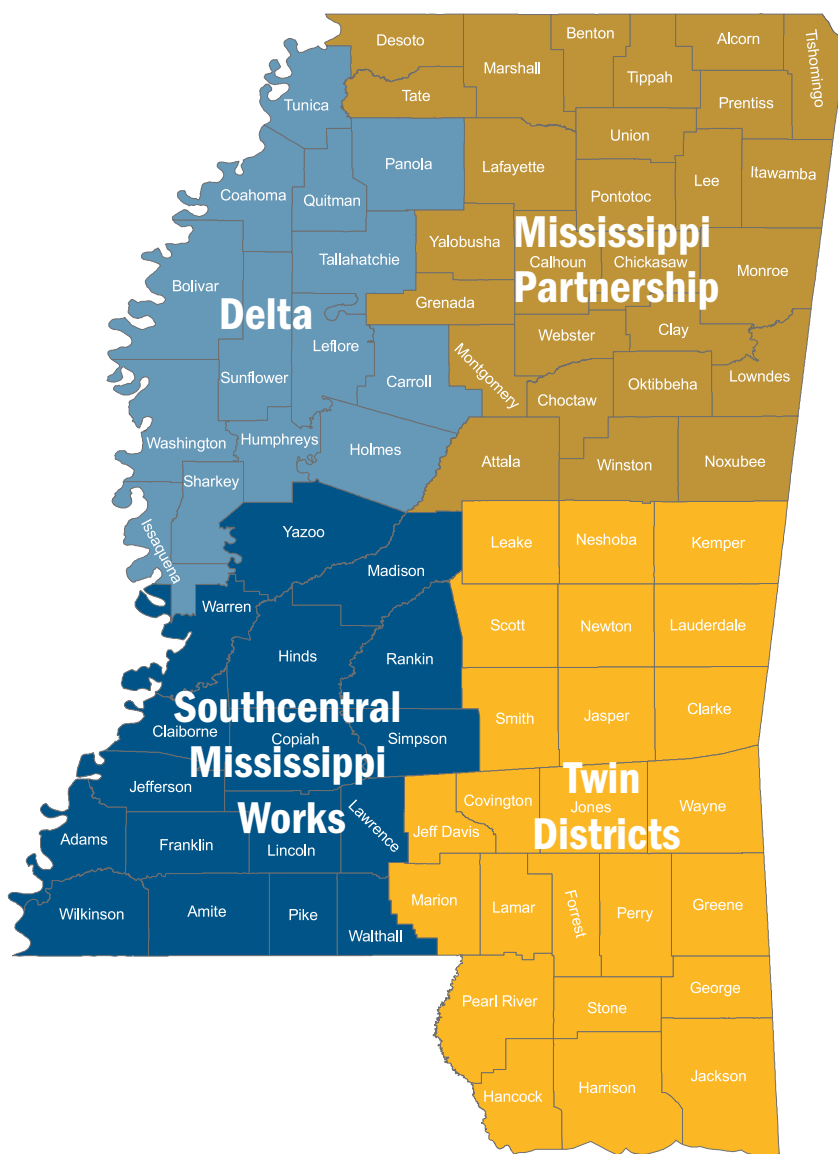 Desoto
Benton
Alcorn
Tishomingo
Marshall
Tippah
Tunica
Tate
Prentiss
Union
Panola
Lafayette
Itawamba
Lee
Coahoma
Quitman
Pontotoc
Yalobusha
Mississippi
Tallahatchie
Calhoun
Chickasaw
Monroe
Bolivar
Partnership
Grenada
Delta
Webster
Clay
Leflore
Montgomery
Sunflower
Carroll
Oktibbeha
Lowndes
Choctaw
Washington
Humphreys
Holmes
Attala
Winston
Noxubee
Sharkey
Issaquena
Yazoo
Leake
Neshoba
Kemper
Madison
Warren
Scott
Newton
Lauderdale
Hinds
Rankin
Southcentral
Claiborne
Copiah
Simpson
Smith
Jasper
Clarke
Mississippi
Twin
Jefferson
Covington
Jones
Wayne
Works
Lawrence
Jeff Davis
Districts
Adams
Franklin
Lincoln
Marion
Lamar
Forrest
Perry
Greene
Wilkinson
Amite
Pike
Walthall
George
Pearl River
Stone
Jackson
Hancock
Harrison